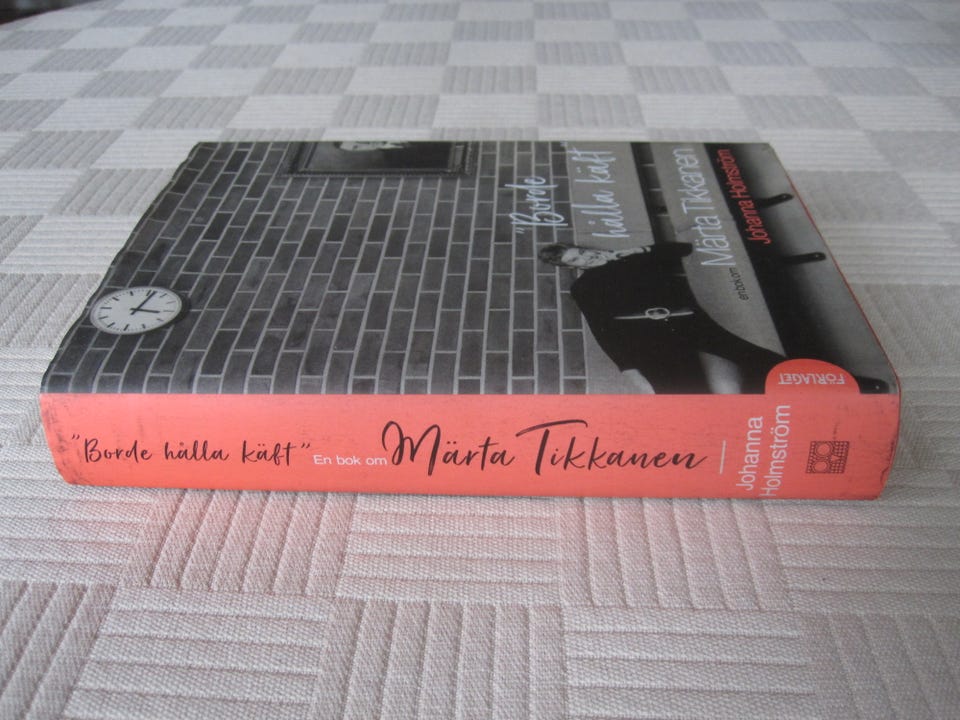 "Borde
hålla käft"
en bok om
Märta Tikkanen
Johanna Holmström
FÖRLAGET
"Borde hålla käft" En bok om Märta Tikkanen
Johanna
Holmström